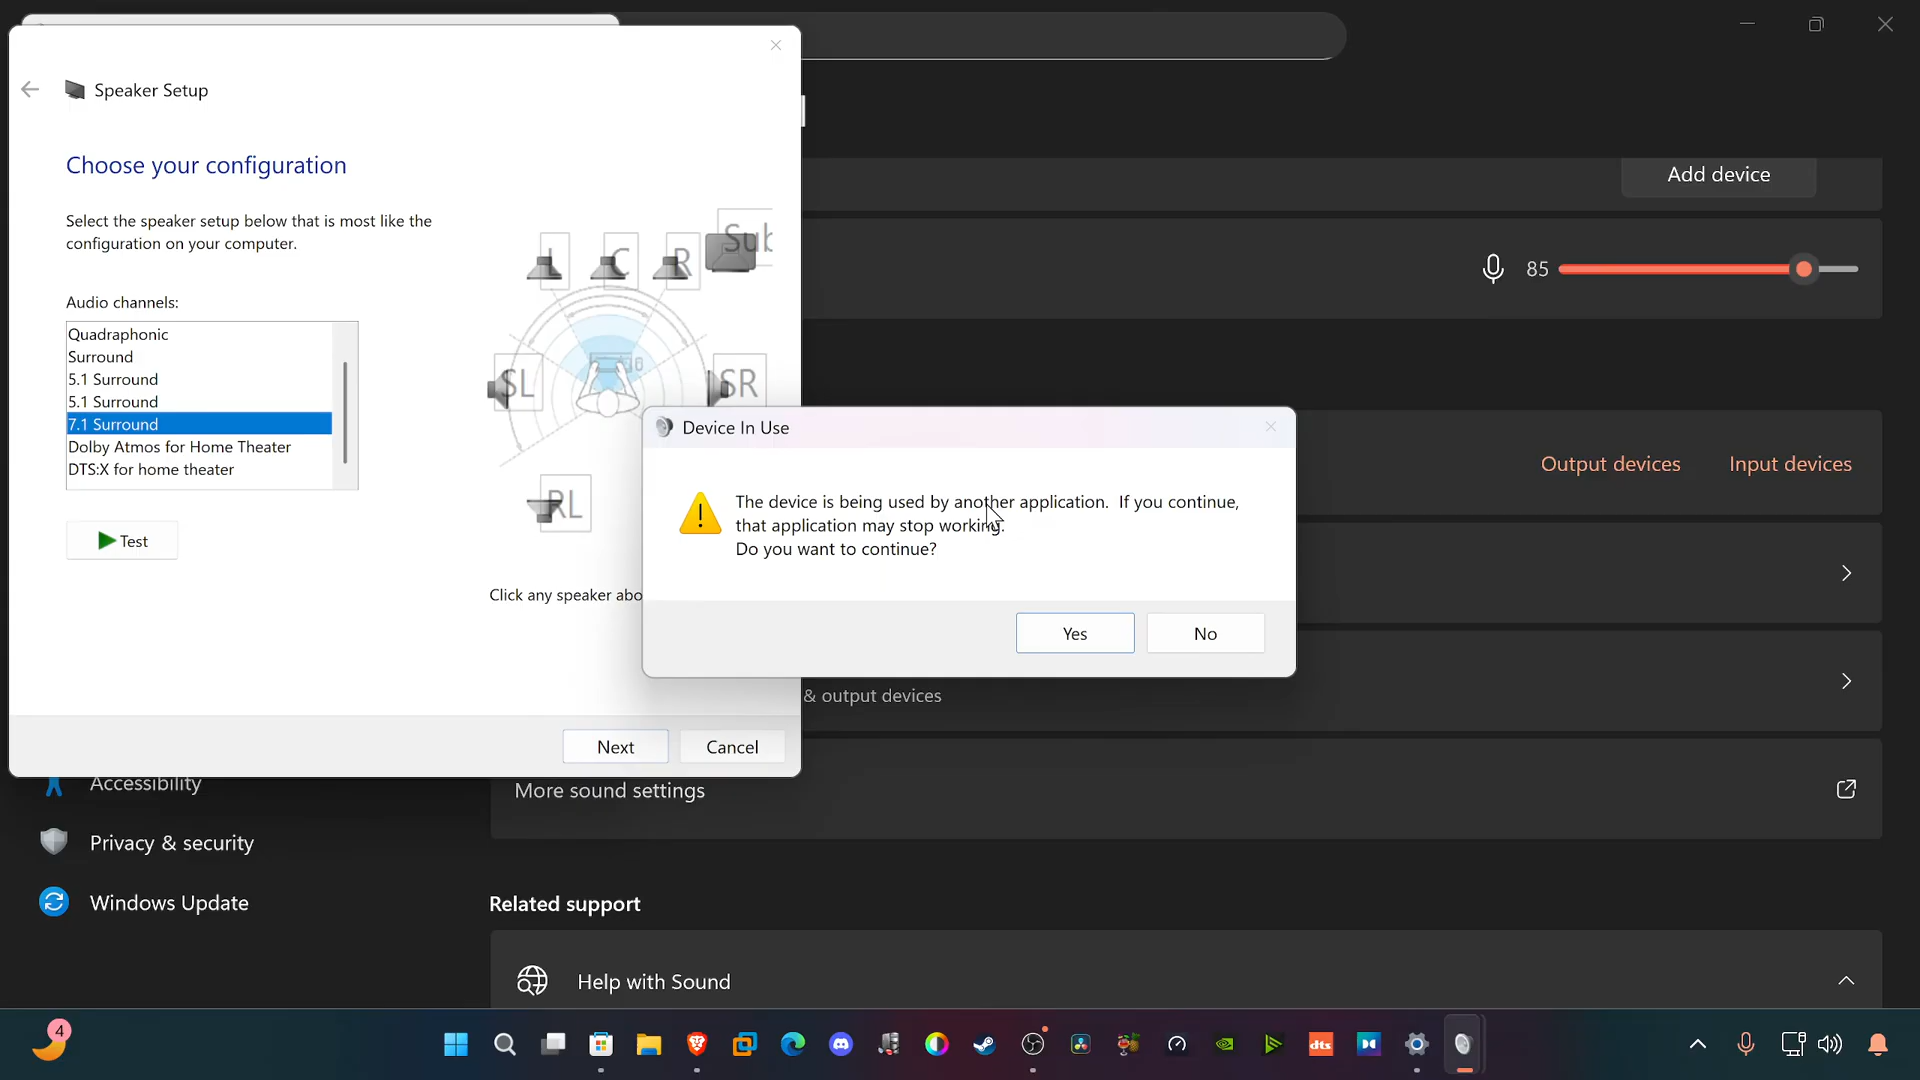 Speaker Setup
Choose your configuration
Select the speaker setup below that is most like the
configuration on your computer.
Audio channels:
Quadraphonic
Surround
5.1 Surround
5.1 Surround
7.1 Surround
Dolby Atmos for Home Theater
DTS:X for home theater
Test
L
C
R
Sub
SL
SR
RL
Click any speaker abo
Next
Cancel
Device In Use
The device is being used by another application. If you continue,
that application may stop working.
Do you want to continue?
Yes
No
Add device
85
Output devices
Input devices
& output devices
More sound settings
Accessibility
Privacy & security
Windows Update
Related support
Help with Sound
4
dts